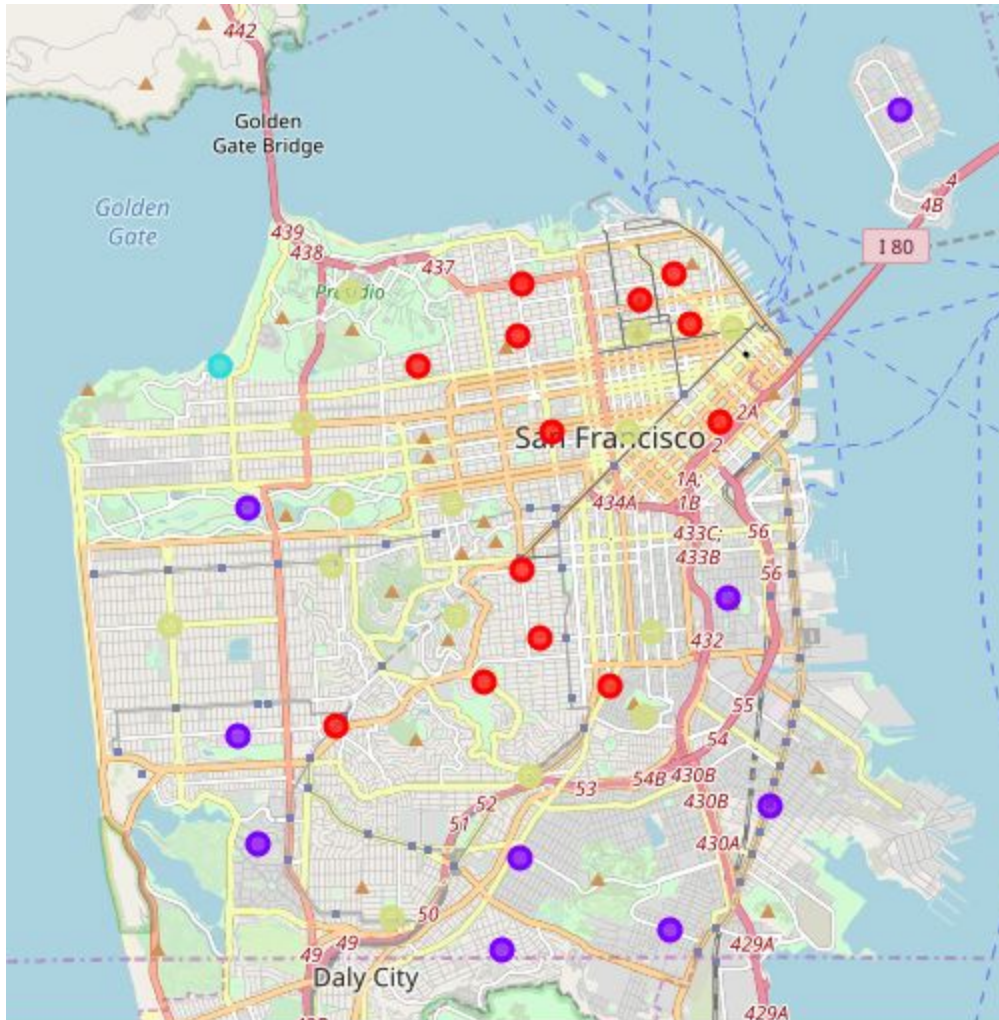 442
Golden
Gate Bridge
Golden
Gate
4
4B
I 80
439
438
437
Presidio
2A
San Francisco
2
1A;
1B
434A
433C;
433B
56
56
432
55
54
54B
430B
53
430B
52
51
430A
50
49
49
429A
Daly City
429A